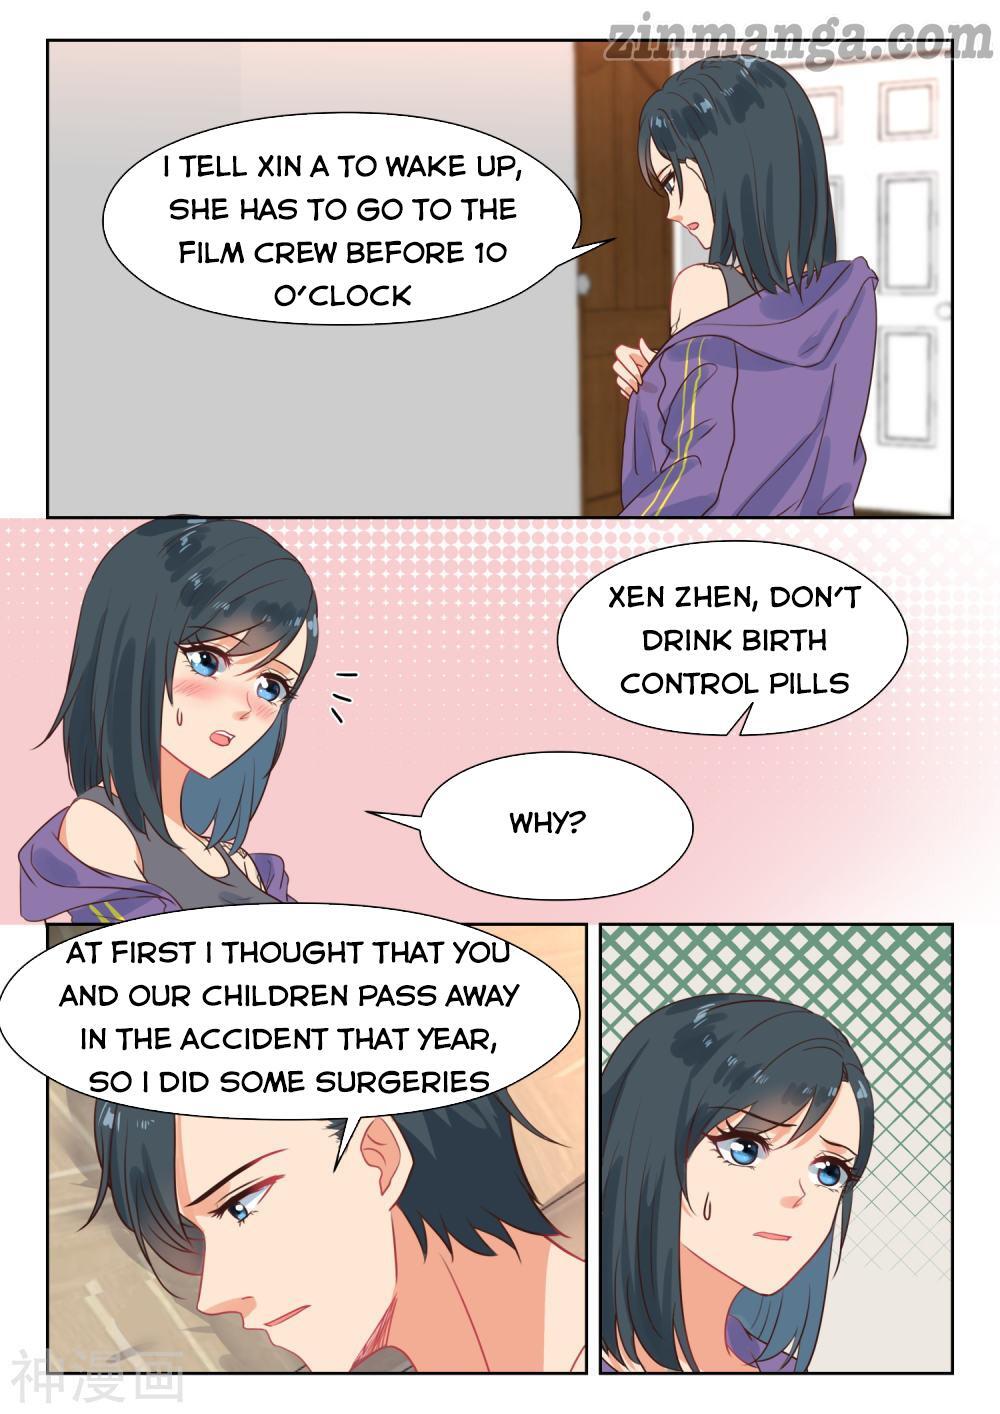 zinmanga.com
I TELL XIN A TO WAKE UP,
SHE HAS TO GO TO THE
FILM CREW BEFORE 10
O'CLOCK
XEN ZHEN, DON'T
DRINK BIRTH
CONTROL PILLS
WHY?
AT FIRST I THOUGHT THAT YOU
AND OUR CHILDREN PASS AWAY
IN THE ACCIDENT THAT YEAR,
SO I DID SOME SURGERIES
神漫画